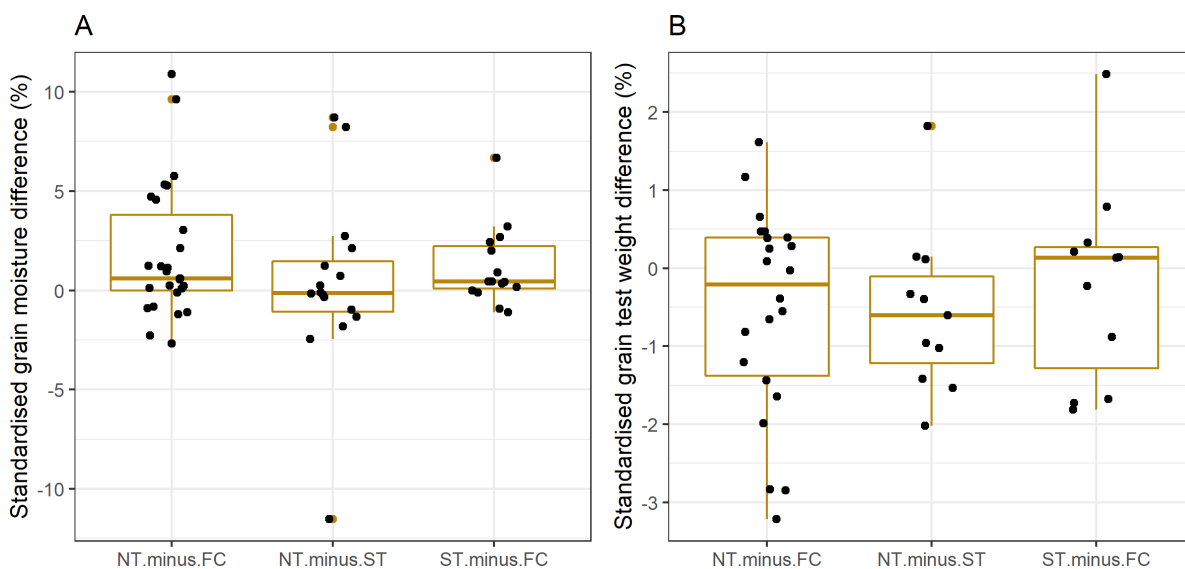 A
Standardised grain moisture difference (%)
10
5
0
-5
-10
NT.minus.FC NT.minus.ST ST.minus.FC
B
Standardised grain test weight difference (%)
2
1
0
-1
-2
-3
NT.minus.FC NT.minus.ST ST.minus.FC